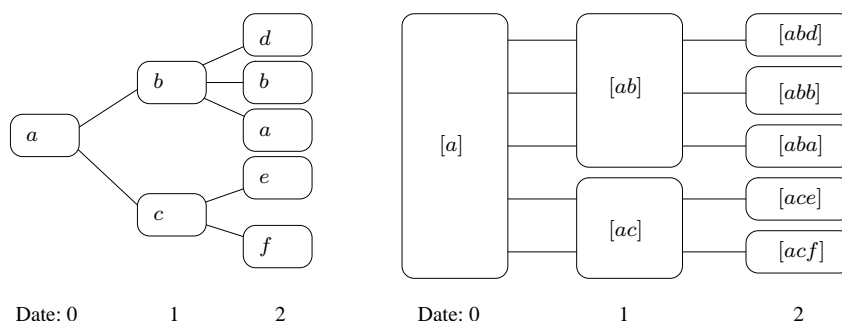 d
b
b
a
a
e
c
f
Date: 0 1 2
[abd]
[abb]
[ab]
[a]
[aba]
[ace]
[ac]
[acf]
Date: 0 1 2